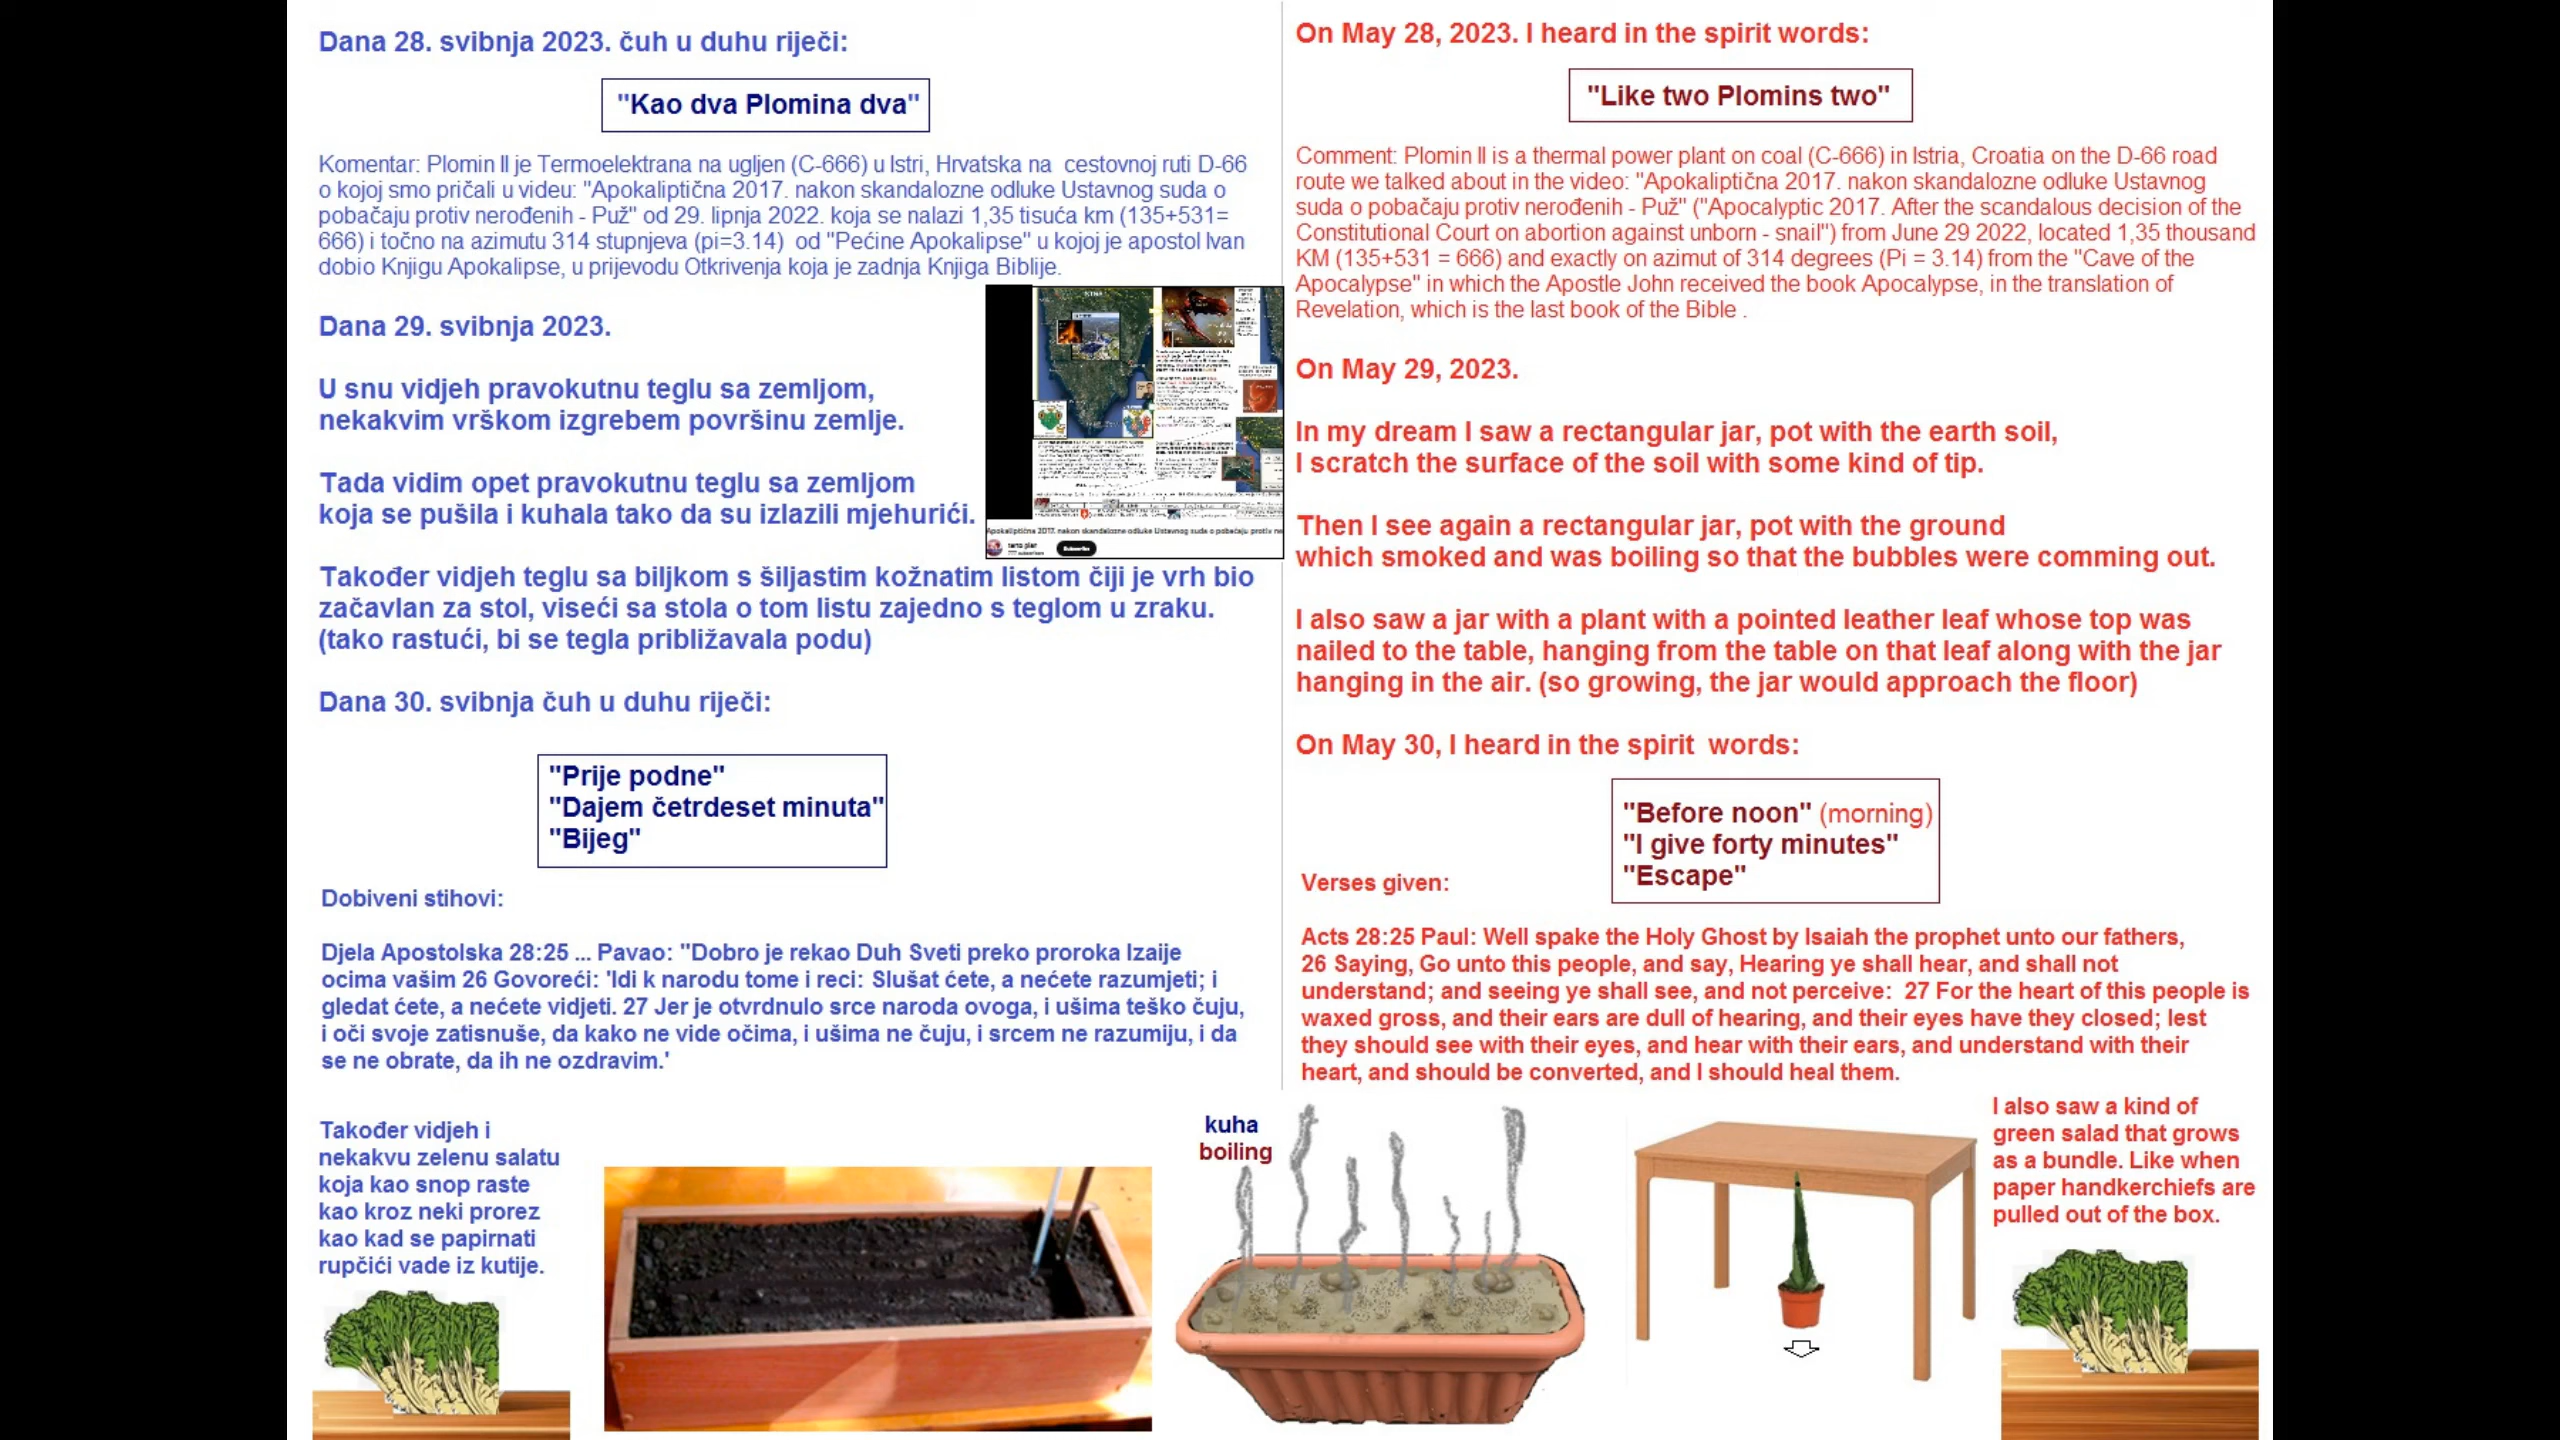 Dana 28. svibnja 2023. čuh u duhu riječi:
"Kao dva Plomina dva"
Komentar: Plomin II je Termoelektrana na ugljen (C-666) u Istri, Hrvatska na cestovnoj ruti D-66
o kojoj smo pričali u videu: "Apokaliptična 2017. nakon skandalozne odluke Ustavnog suda o
pobačaju protiv nerođenih - Puž" od 29. lipnja 2022. koja se nalazi 1,35 tisuća km (135+531=
666) i točno na azimutu 314 stupnjeva (pi=3.14) od "Pećine Apokalipse" u kojoj je apostol Ivan
dobio Knjigu Apokalipse, u prijevodu Otkrivenja koja je zadnja Knjiga Biblije.
Dana 29. svibnja 2023.
U snu vidjeh pravokutnu teglu sa zemljom,
nekakvim vrškom izgrebem površinu zemlje.
Tada vidim opet pravokutnu teglu sa zemljom
koja se pušila i kuhala tako da su izlazili mjehurići.
Apokaliptična 2017. nakon skandalozne odluke Ustavnog suda o pobačaju protiv ne
Subscribe
Također vidjeh teglu sa biljkom s šiljastim kožnatim listom čiji je vrh bio
začavlan za stol, viseći sa stola o tom listu zajedno s teglom u zraku.
(tako rastući, bi se tegla približavala podu)
Dana 30. svibnja čuh u duhu riječi:
"Prije podne"
"Dajem četrdeset minuta"
"Bijeg"
Dobiveni stihovi:
Djela Apostolska 28:25 ... Pavao: "Dobro je rekao Duh Sveti preko proroka Izaije
ocima vašim 26 Govoreći: 'Idi k narodu tome i reci: Slušat ćete, a nećete razumjeti; i
gledat ćete, a nećete vidjeti. 27 Jer je otvrdnulo srce naroda ovoga, i ušima teško čuju,
i oči svoje zatisnuše, da kako ne vide očima, i ušima ne čuju, i srcem ne razumiju, i da
se ne obrate, da ih ne ozdravim.'
Također vidjeh i
nekakvu zelenu salatu
koja kao snop raste
kao kroz neki prorez
kao kad se papirnati
rupčići vade iz kutije.
On May 28, 2023. I heard in the spirit words:
"Like two Plomins two"
Comment: Plomin II is a thermal power plant on coal (C-666) in Istria, Croatia on the D-66 road
route we talked about in the video: "Apokaliptična 2017. nakon skandalozne odluke Ustavnog
suda o pobačaju protiv nerođenih - Puž" ("Apocalyptic 2017. After the scandalous decision of the
Constitutional Court on abortion against unborn - snail") from June 29 2022, located 1,35 thousand
KM (135+531 = 666) and exactly on azimut of 314 degrees (Pi = 3.14) from the "Cave of the
Apocalypse" in which the Apostle John received the book Apocalypse, in the translation of
Revelation, which is the last book of the Bible .
On May 29, 2023.
In my dream I saw a rectangular jar, pot with the earth soil,
I scratch the surface of the soil with some kind of tip.
Then I see again a rectangular jar, pot with the ground
which smoked and was boiling so that the bubbles were comming out.
I also saw a jar with a plant with a pointed leather leaf whose top was
nailed to the table, hanging from the table on that leaf along with the jar
hanging in the air. (so growing, the jar would approach the floor)
On May 30, I heard in the spirit words:
"Before noon" (morning)
"I give forty minutes"
"Escape"
Verses given:
Acts 28:25 Paul: Well spake the Holy Ghost by Isaiah the prophet unto our fathers,
26 Saying, Go unto this people, and say, Hearing ye shall hear, and shall not
understand; and seeing ye shall see, and not perceive: 27 For the heart of this people is
waxed gross, and their ears are dull of hearing, and their eyes have they closed; lest
they should see with their eyes, and hear with their ears, and understand with their
heart, and should be converted, and I should heal them.
kuha
boiling
I also saw a kind of
green salad that grows
as a bundle. Like when
paper handkerchiefs are
pulled out of the box.